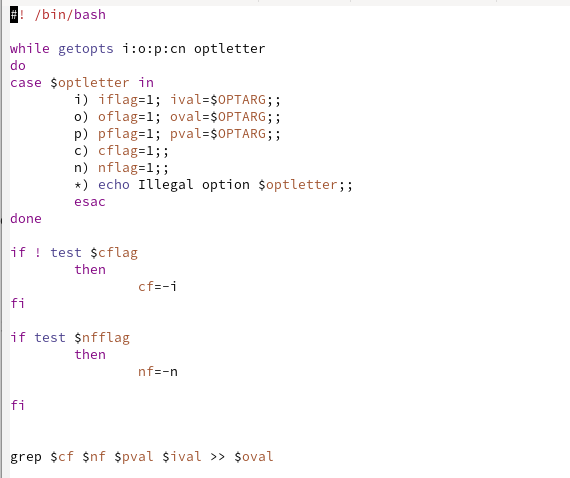 #! /bin/bash
while getopts i:o:p:cn optletter
do
case $optletter in
i) iflag=1; ival=$OPTARG;;
o) oflag=1; oval=$OPTARG;;
p) pflag=1; pval=$OPTARG;;
c) cflag=1;;
n) nflag=1;;
*) echo Illegal option $optletter;;
esac
done
if ! test $cflag
then
cf=-i
fi
if test $nfflag
then
nf=-n
fi
grep $cf $nf $pval $ival >> $oval